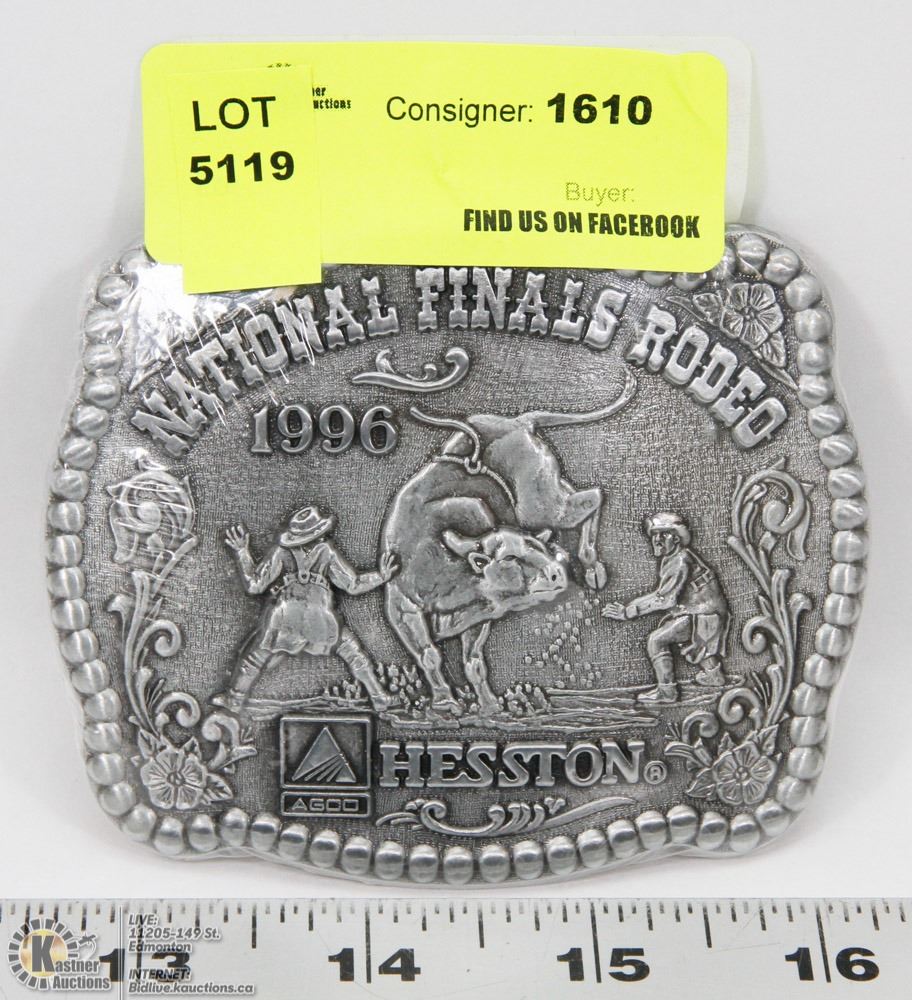 LOT
5119
Consigner: 1610
Buyer:
FIND US ON FACEBOOK
NATIONAL FINALS RODEO
1996
HESSTON®
AGCO
13 14 15 16
Kastner
Auctions
LIVE:
11205-149 St.
Edmonton
INTERNET:
Bidlive.kauctions.ca